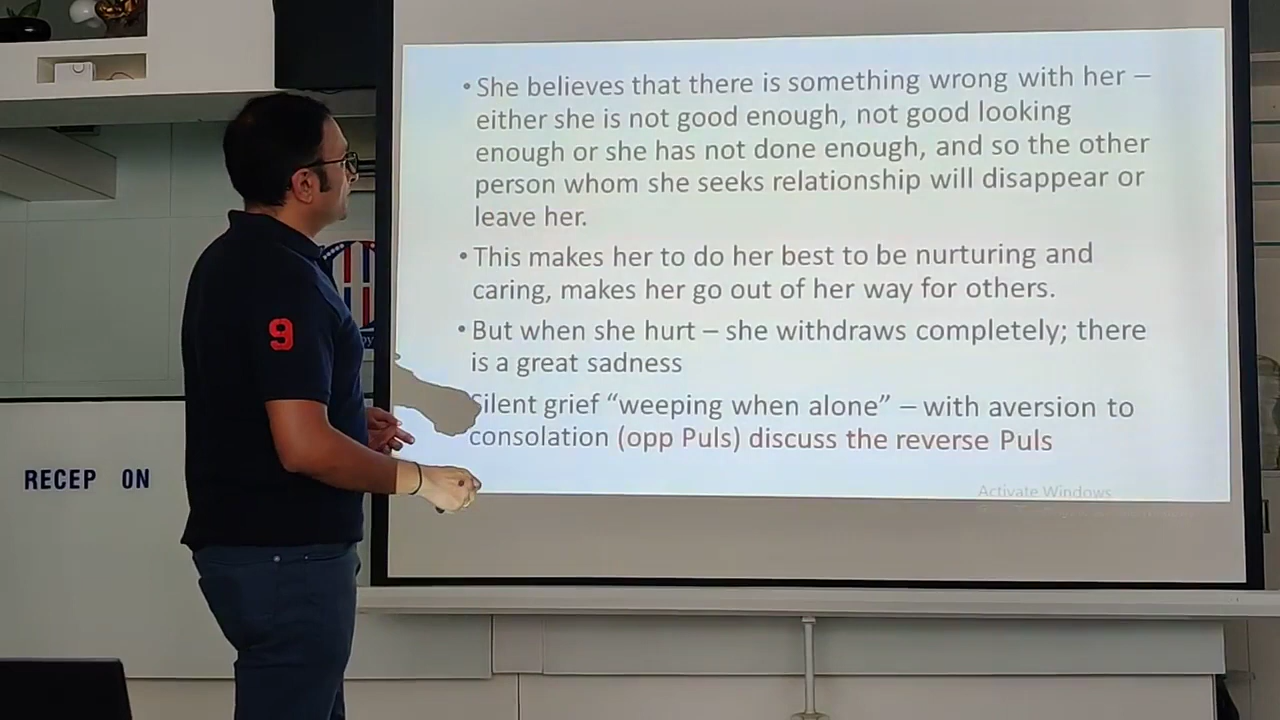 • She believes that there is something wrong with her –
either she is not good enough, not good looking
enough or she has not done enough, and so the other
person whom she seeks relationship will disappear or
leave her.
• This makes her to do her best to be nurturing and
caring, makes her go out of her way for others.
• But when she hurt – she withdraws completely; there
is a great sadness
Silent grief “weeping when alone” – with aversion to
consolation (opp Puls) discuss the reverse Puls
Activate Windows
9
RECEP ON